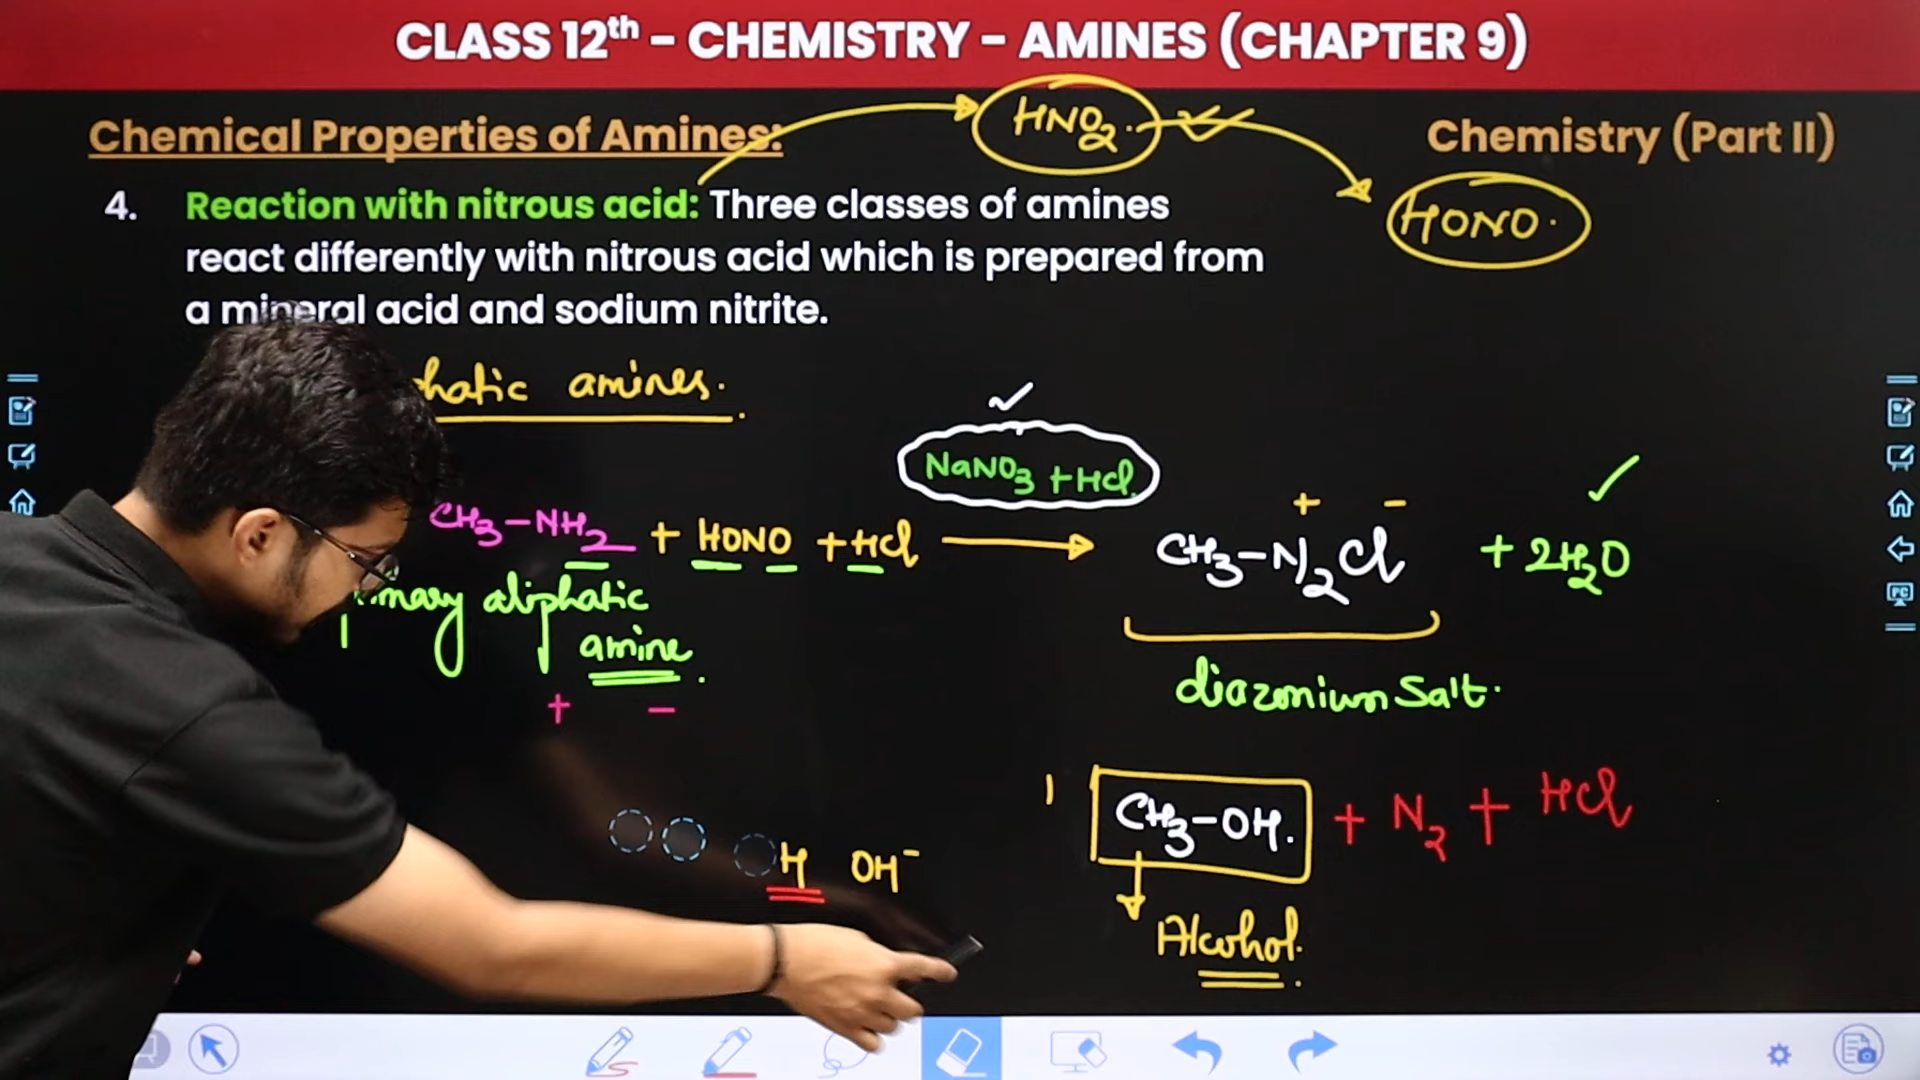 CLASS 12th - CHEMISTRY - AMINES (CHAPTER 9)
Chemical Properties of Amines:
HNO2.
Chemistry (Part II)
4. Reaction with nitrous acid: Three classes of amines
HONO.
react differently with nitrous acid which is prepared from
a mineral acid and sodium nitrite.
amines.
NaNO3 + HCl
CH3-NH2 + HONO + HCl
CH3-N2Cl + 2H2O
+ -
aliphatic
amine.
+ -
diazonium Salt.
CH3-OH. + N2 + HCl
H OH-
Alcohol.
PC